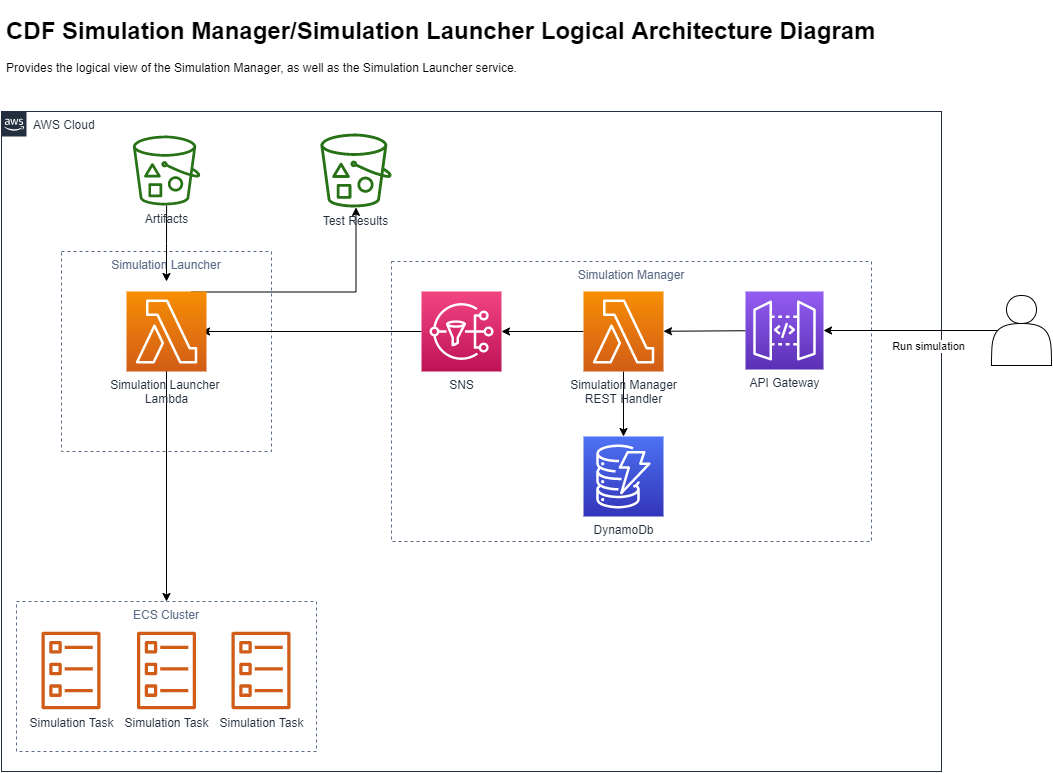 CDF Simulation Manager/Simulation Launcher Logical Architecture Diagram
Provides the logical view of the Simulation Manager, as well as the Simulation Launcher service.
aws
AWS Cloud
Artifacts
Test Results
Simulation Launcher
Simulation Manager
</>
Run simulation
Simulation Launcher
Lambda
SNS
Simulation Manager
REST Handler
API Gateway
DynamoDb
ECS Cluster
Simulation Task
Simulation Task
Simulation Task